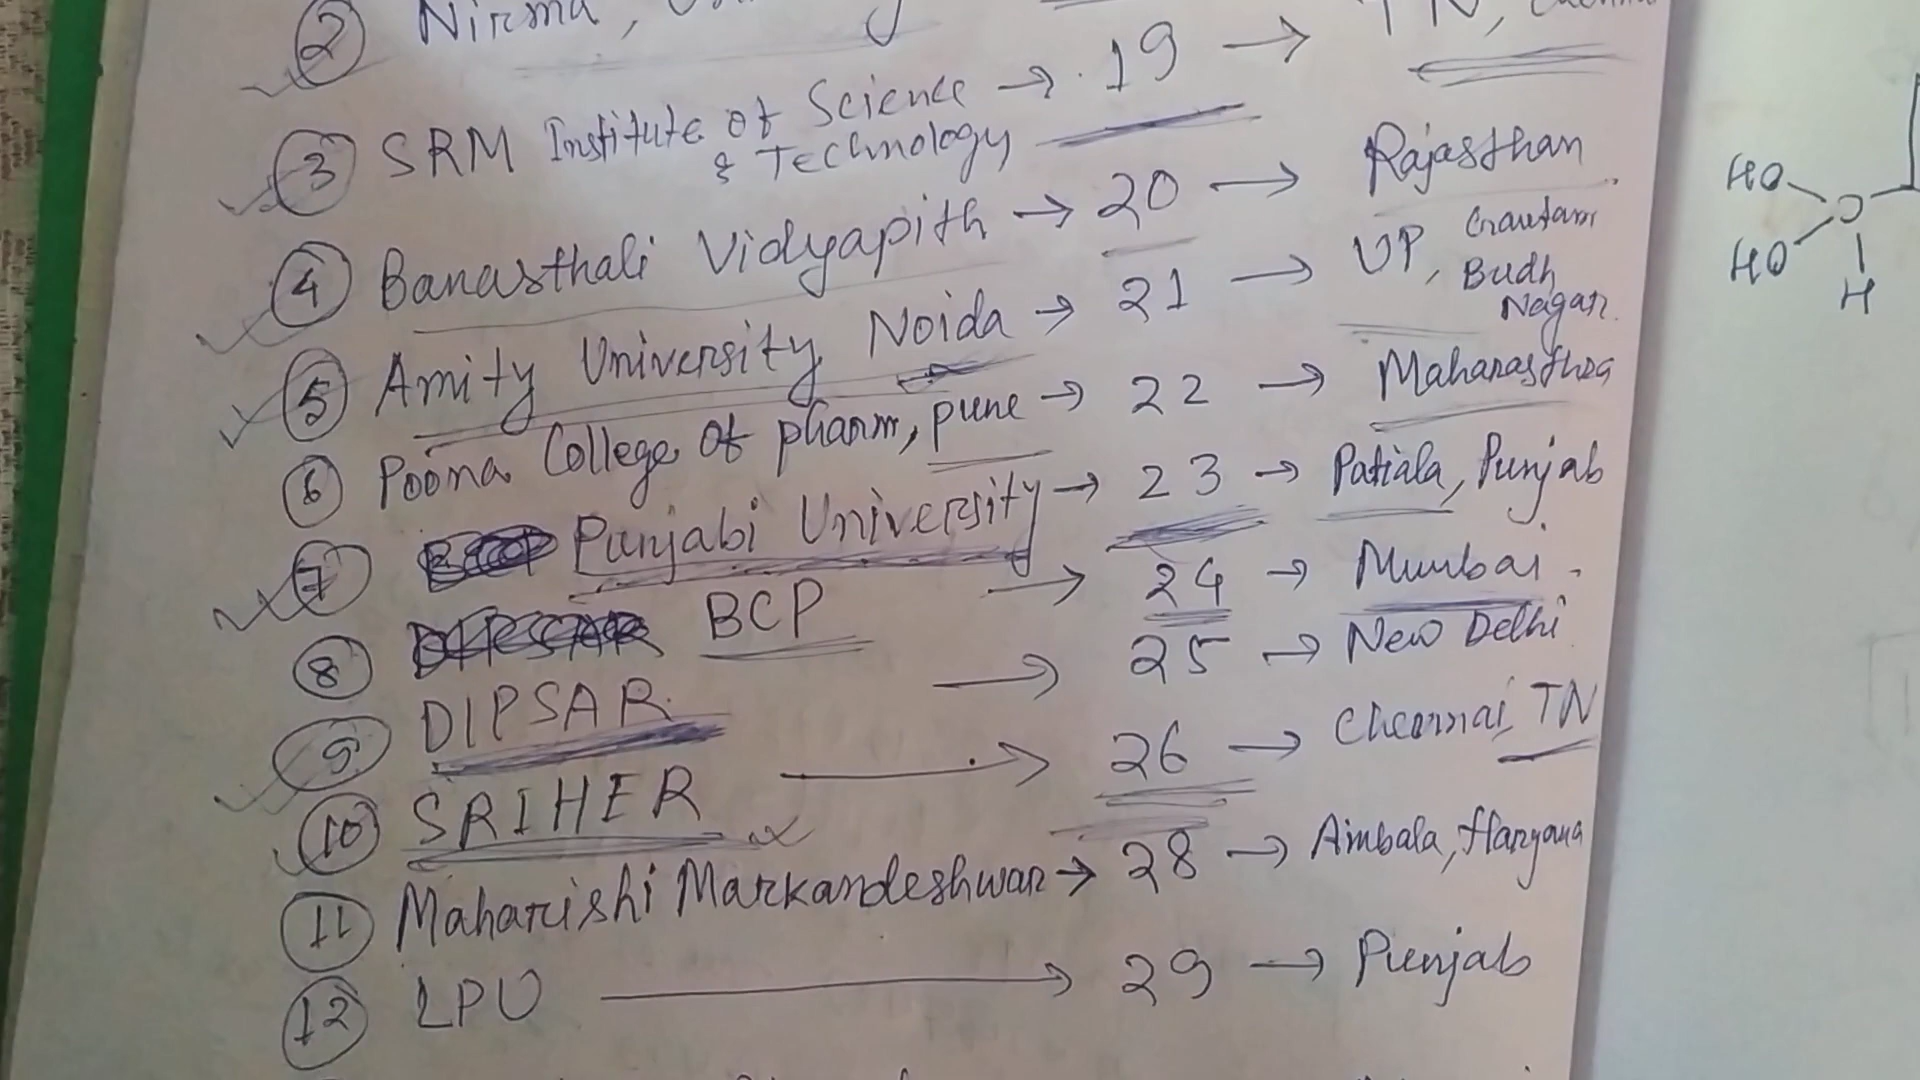 2 Nirma,
3 SRM Institute of Science & Technology → 19 → TN, Chennai
4 Banasthali Vidyapith → 20 → Rajasthan
5 Amity University Noida → 21 → UP, Gautam Budh Nagar.
6 Poona College of pharm, pune → 22 → Maharasthra
7 Punjabi University → 23 → Patiala, Punjab
8 BCP → 24 → Mumbai
9 DIPSAR → 25 → New Delhi
10 SRIHER → 26 → Chennai, TN
11 Maharishi Markandeshwar → 28 → Ambala, Haryana
12 LPU → 29 → Punjab
HO
HO
H